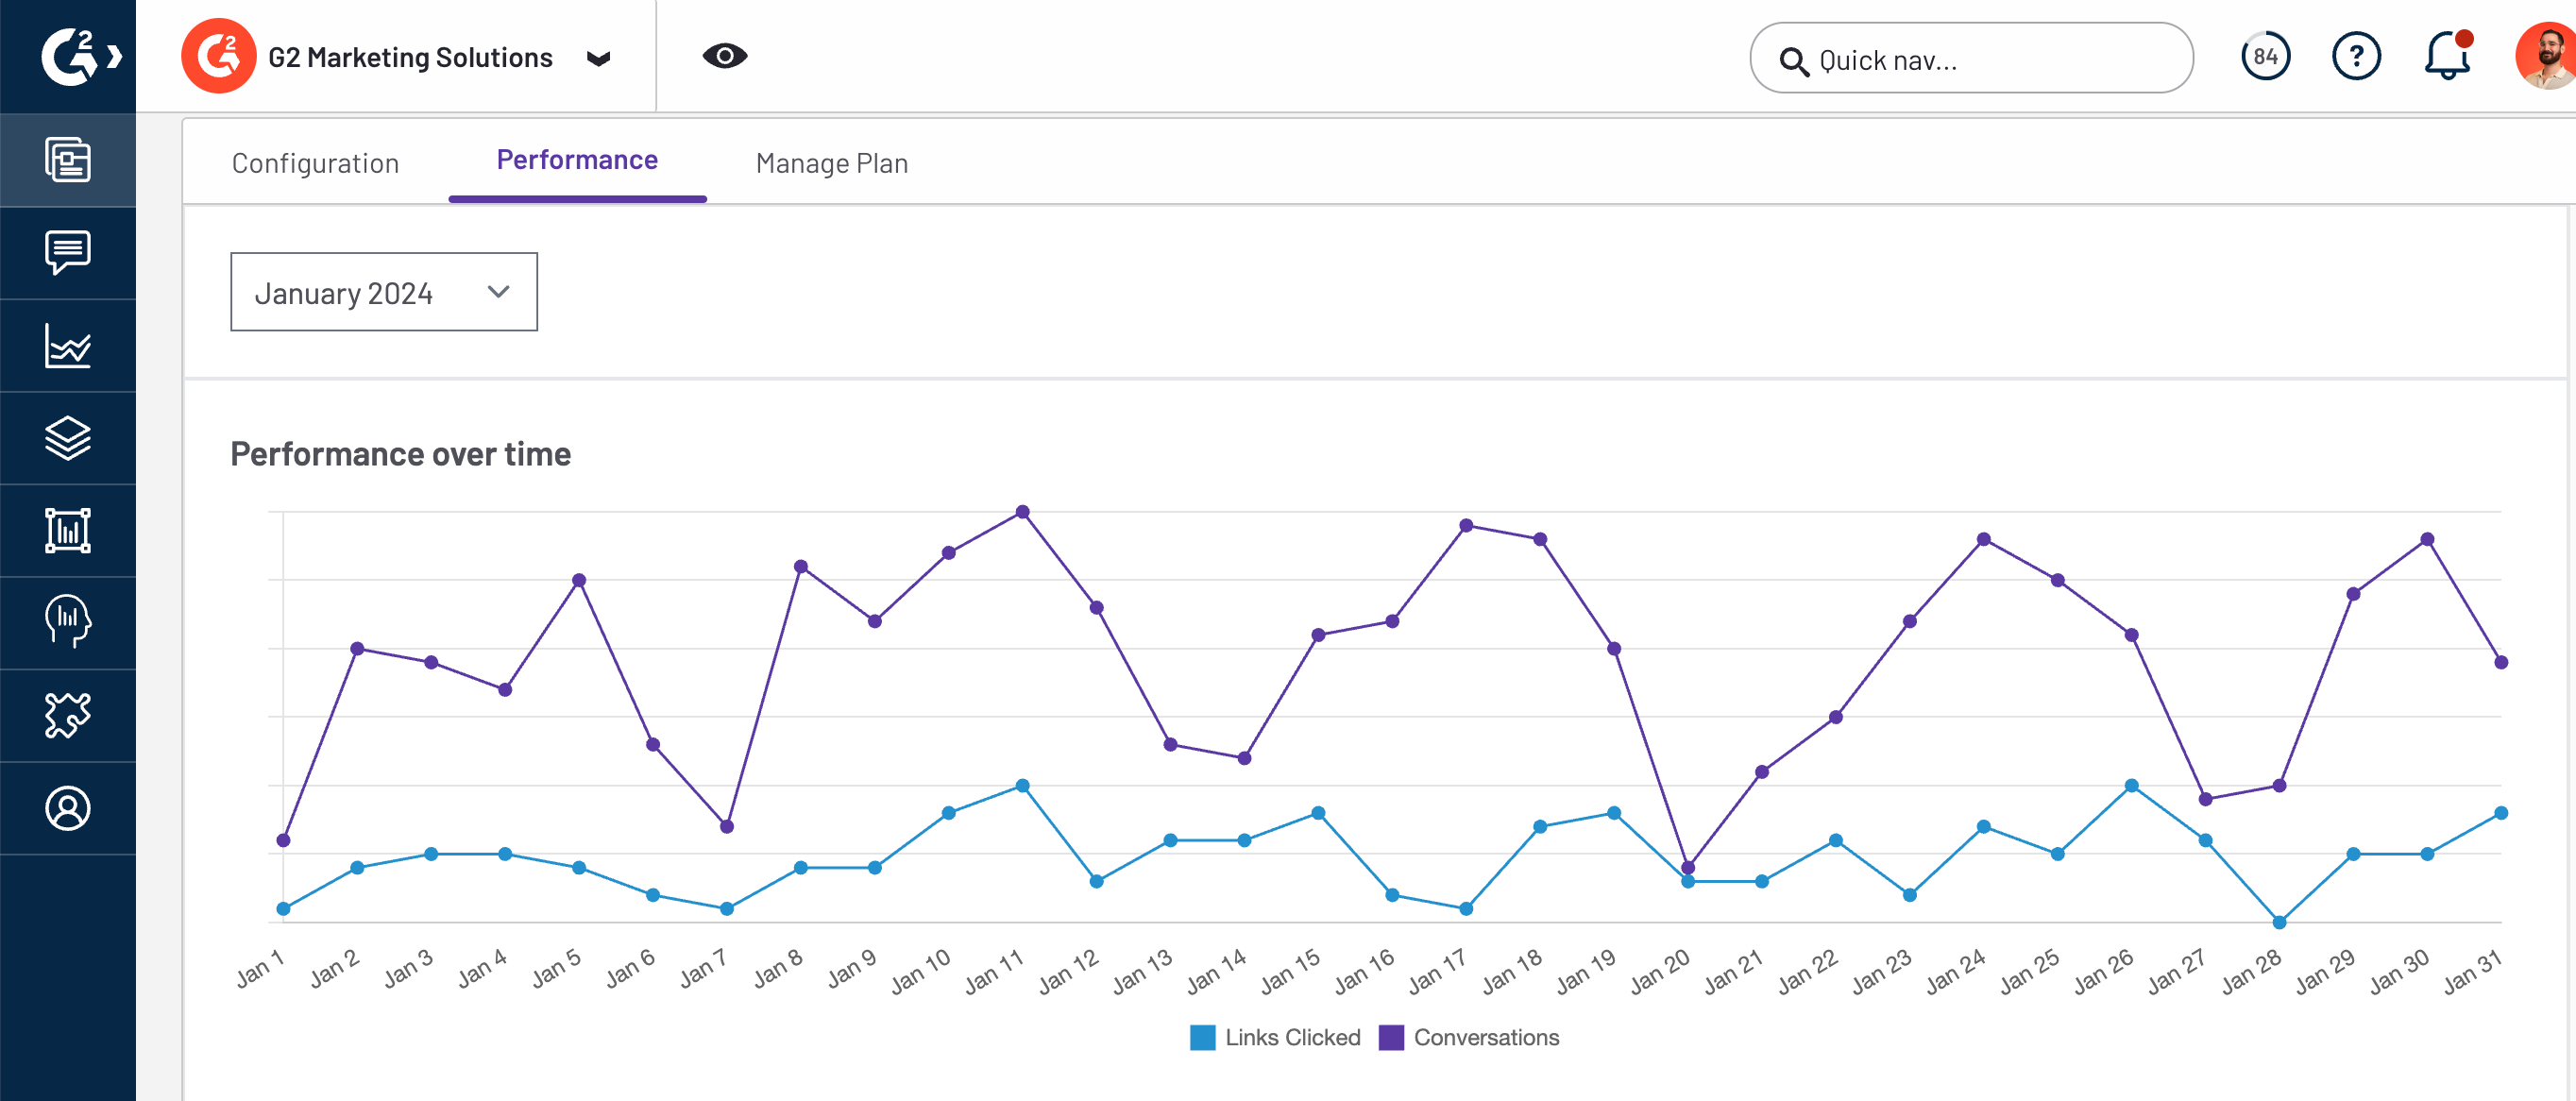 G2 Marketing Solutions
Quick nav...
84
?
Configuration
Performance
Manage Plan
January 2024
Performance over time
Jan 1
Jan 2
Jan 3
Jan 4
Jan 5
Jan 6
Jan 7
Jan 8
Jan 9
Jan 10
Jan 11
Jan 12
Jan 13
Jan 14
Jan 15
Jan 16
Jan 17
Jan 18
Jan 19
Jan 20
Jan 21
Jan 22
Jan 23
Jan 24
Jan 25
Jan 26
Jan 27
Jan 28
Jan 29
Jan 30
Jan 31
Links Clicked
Conversations